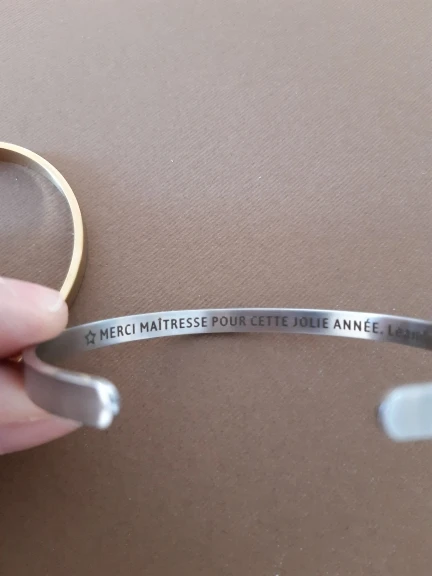 ☆ MERCI MAÎTRESSE POUR CETTE JOLIE ANNÉE.